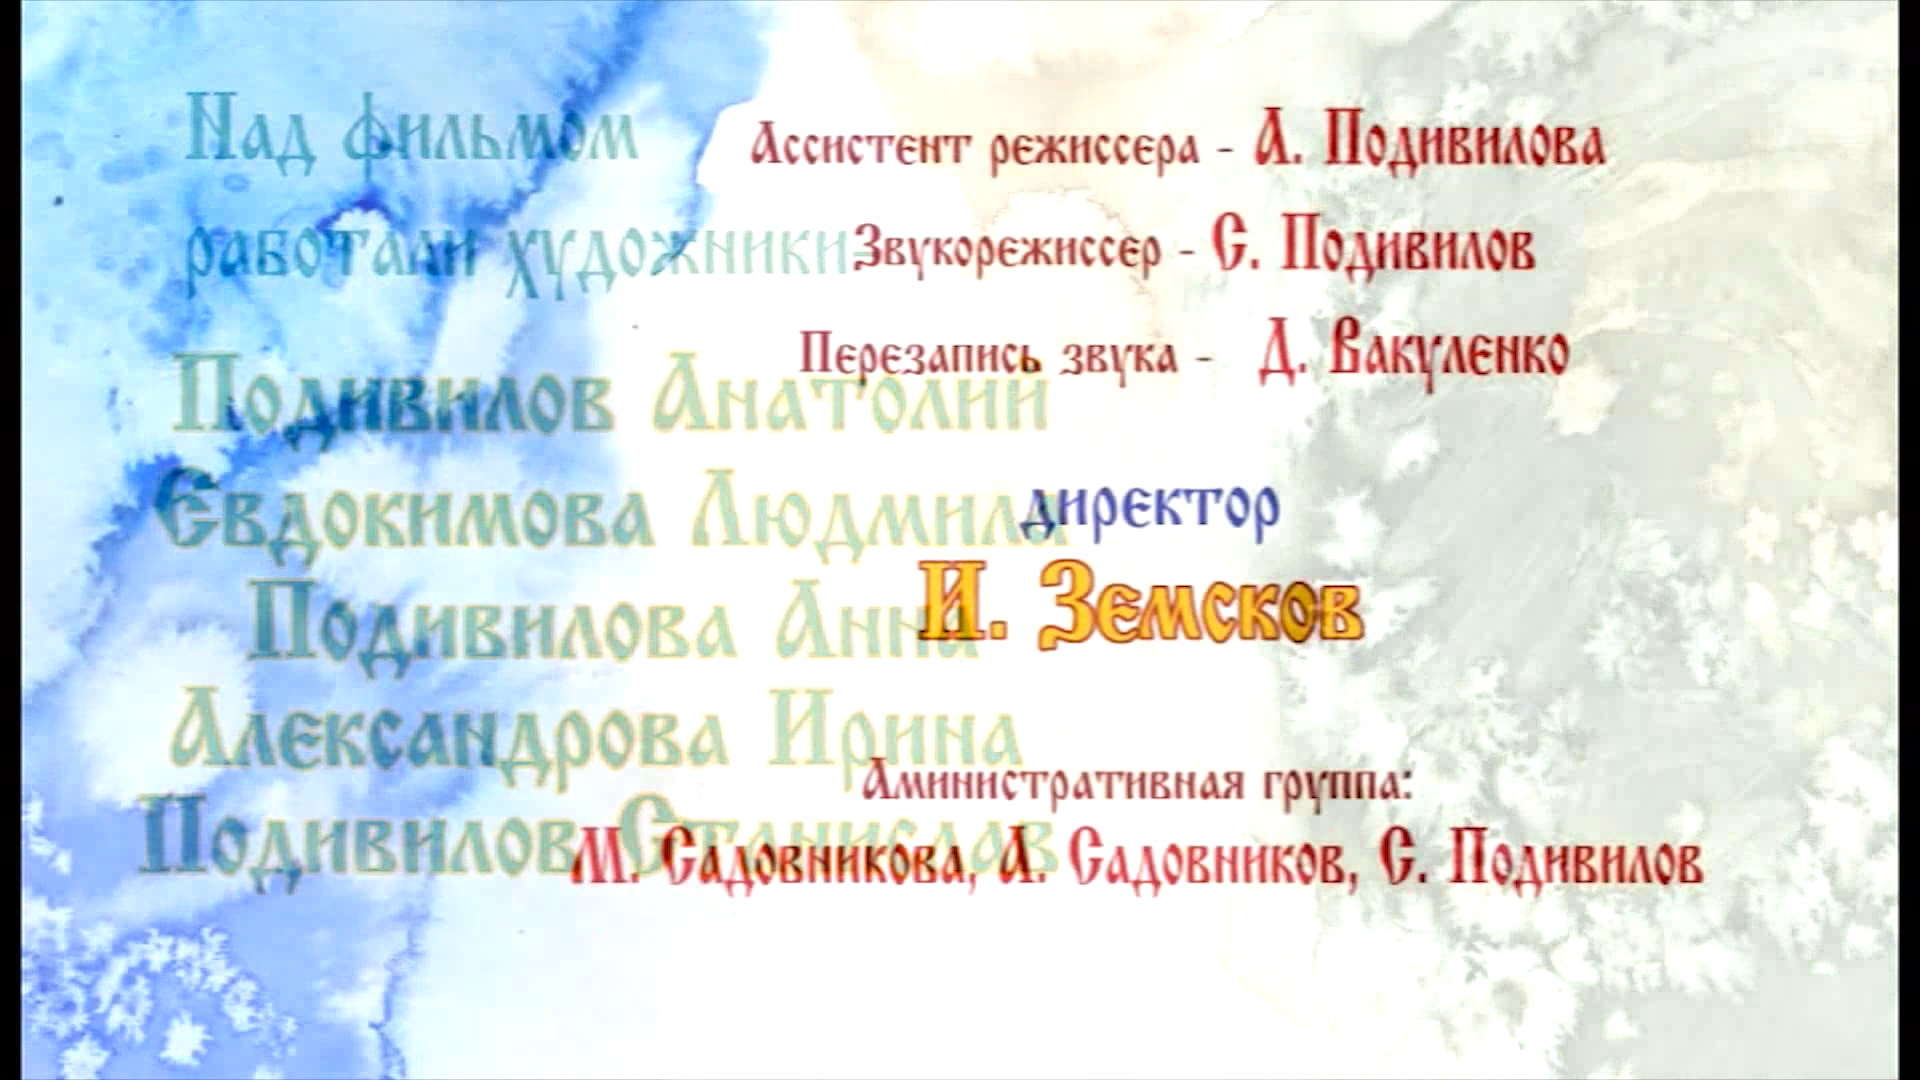 Над фильмом
работали художники
Подивилов Анатолий
Евдокимова Людмила
Подивилова Анна
Александрова Ирина
Подивилов Станислав
Ассистент режиссера - А. Подивилова
Звукорежиссер - С. Подивилов
Перезапись звука - Д. Вакуленко
директор
И. Земсков
Аминистративная группа:
М. Садовникова, А. Садовников, С. Подивилов